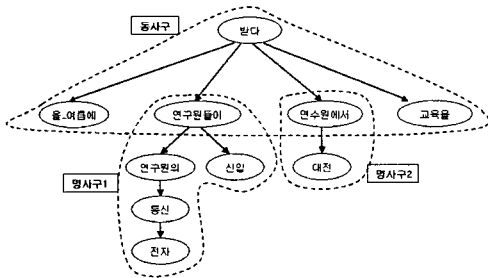 동사구
받다
올_여름에
연구원들이
연수원에서
교육을
연구원의
신입
대전
명사구1
명사구2
통신
전자